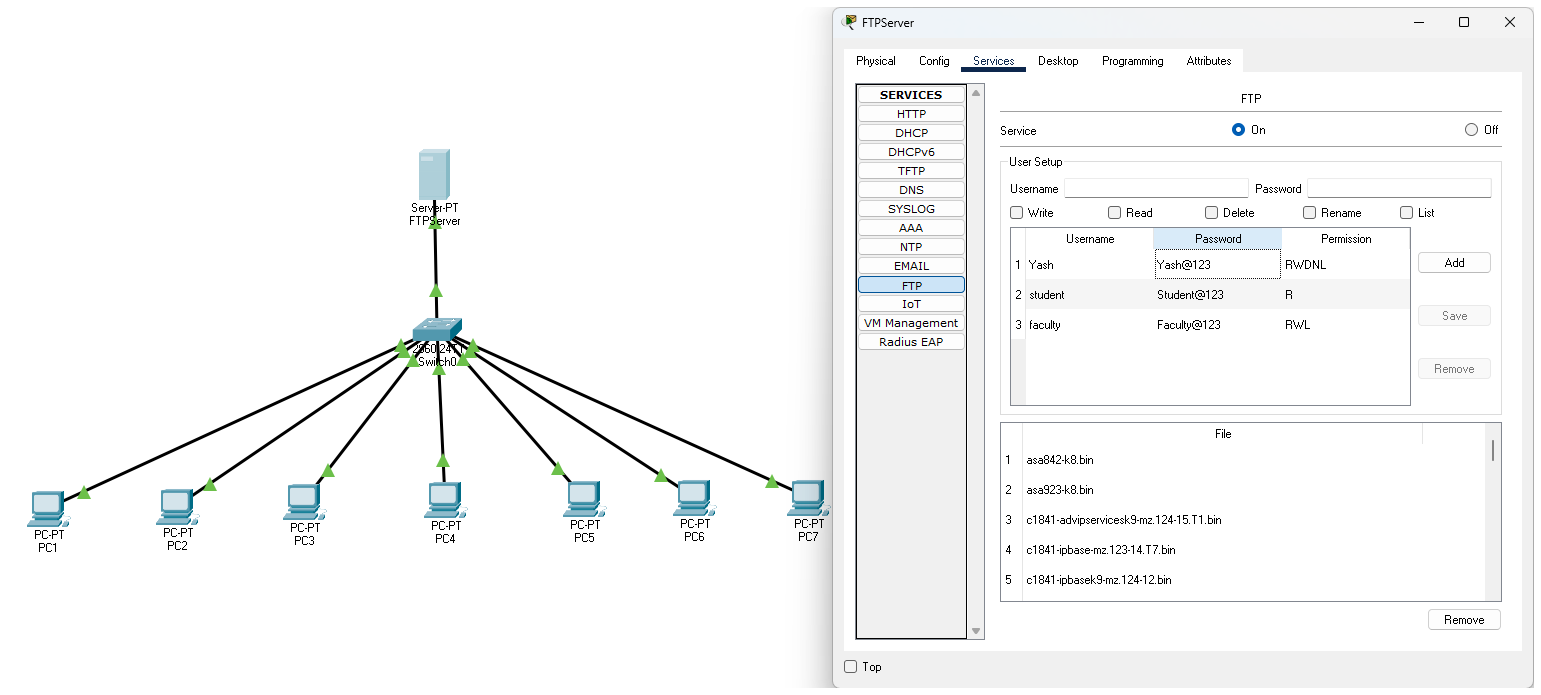 Server-PT
FTPServer
Switch0
PC-PT
PC1
PC-PT
PC2
PC-PT
PC3
PC-PT
PC4
PC-PT
PC5
PC-PT
PC6
PC-PT
PC7
FTPServer
Physical Config Services Desktop Programming Attributes
SERVICES
HTTP
DHCP
DHCPv6
TFTP
DNS
SYSLOG
AAA
NTP
EMAIL
FTP
IoT
VM Management
Radius EAP
FTP
Service On Off
User Setup
Username Password
Write Read Delete Rename List
Username Password Permission
1 Yash Yash@123 RWDNL
2 student Student@123 R
3 faculty Faculty@123 RWL
Add
Save
Remove
File
1 asa842-k8.bin
2 asa923-k8.bin
3 c1841-advipservicesk9-mz.124-15.T1.bin
4 c1841-ipbase-mz.123-14.T7.bin
5 c1841-ipbasek9-mz.124-12.bin
Remove
Top